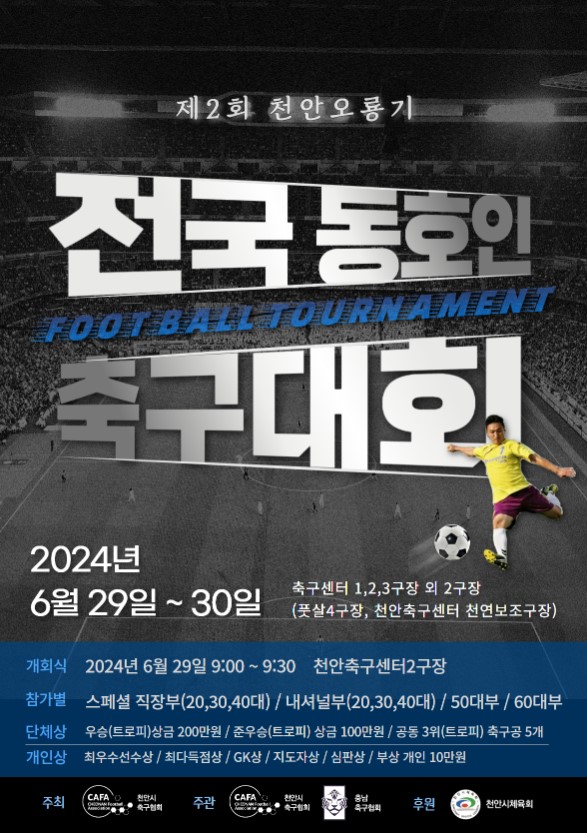 제2회 천안오룡기
전국 동호인
FOOTBALL TOURNAMENT
축구대회
2024년
6월 29일 ~ 30일
축구센터 1,2,3구장 외 2구장
(풋살4구장, 천안축구센터 천연보조구장)
개회식 2024년 6월 29일 9:00 ~ 9:30 천안축구센터2구장
참가별 스페셜 직장부(20,30,40대) / 내셔널부(20,30,40대) / 50대부 / 60대부
단체상 우승(트로피)상금 200만원 / 준우승(트로피) 상금 100만원 / 공동 3위(트로피) 축구공 5개
개인상 최우수선수상 / 최다득점상 / GK상 / 지도자상 / 심판상 / 부상 개인 10만원
주최 CAFA CHEONAN Football Association 천안시 축구협회 주관 CAFA CHEONAN Football Association 천안시 축구협회 충남 축구협회 후원 천안시체육회